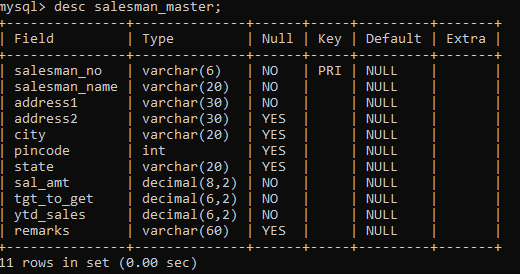 mysql> desc salesman_master;
+---------------+--------------+------+-----+---------+-------+
| Field         | Type         | Null | Key | Default | Extra |
+---------------+--------------+------+-----+---------+-------+
| salesman_no   | varchar(6)   | NO   | PRI | NULL    |       |
| salesman_name | varchar(20)  | NO   |     | NULL    |       |
| address1      | varchar(30)  | NO   |     | NULL    |       |
| address2      | varchar(30)  | YES  |     | NULL    |       |
| city          | varchar(20)  | YES  |     | NULL    |       |
| pincode       | int          | YES  |     | NULL    |       |
| state         | varchar(20)  | YES  |     | NULL    |       |
| sal_amt       | decimal(8,2) | NO   |     | NULL    |       |
| tgt_to_get    | decimal(6,2) | NO   |     | NULL    |       |
| ytd_sales     | decimal(6,2) | NO   |     | NULL    |       |
| remarks       | varchar(60)  | YES  |     | NULL    |       |
+---------------+--------------+------+-----+---------+-------+
11 rows in set (0.00 sec)